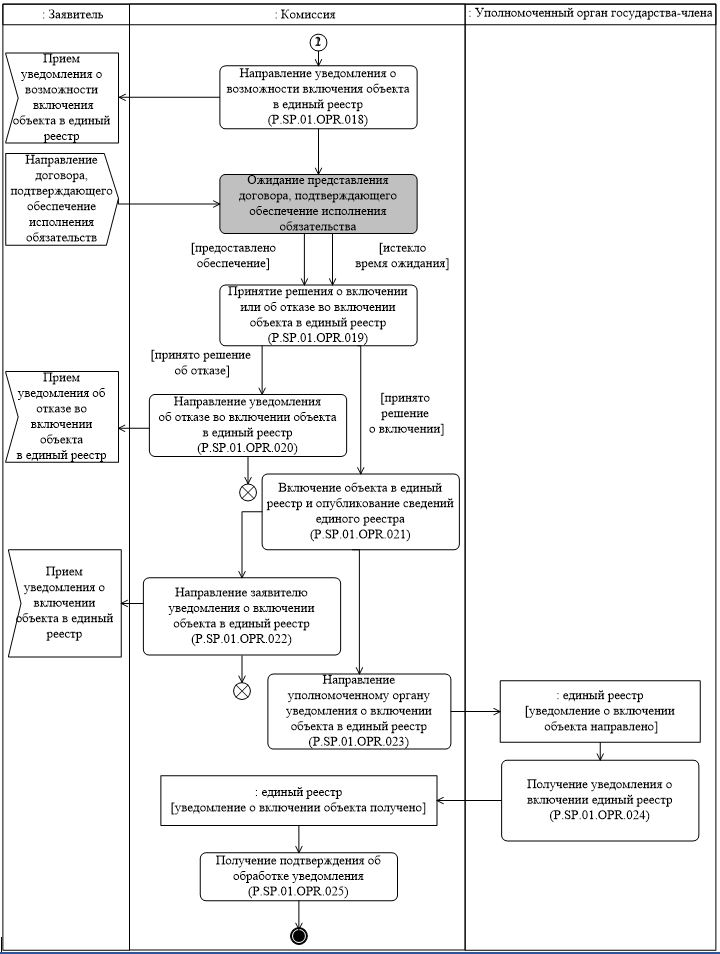 : Заявитель
: Комиссия
: Уполномоченный орган государства-члена
2
Прием
уведомления о
возможности
включения
объекта в единый
реестр
Направление уведомления о
возможности включения объекта
в единый реестр
(P.SP.01.OPR.018)
Направление
договора,
подтверждающего
обеспечение
исполнения
обязательств
Ожидание представления
договора, подтверждающего
обеспечение исполнения
обязательства
[предоставлено
обеспечение]
[истекло
время ожидания]
Принятие решения о включении
или об отказе во включении
объекта в единый реестр
(P.SP.01.OPR.019)
[принято решение
об отказе]
[принято
решение
о включении]
Прием
уведомления об
отказе во
включении
объекта
в единый реестр
Направление уведомления
об отказе во включении объекта
в единый реестр
(P.SP.01.OPR.020)
Включение объекта в единый
реестр и опубликование сведений
единого реестра
(P.SP.01.OPR.021)
Прием
уведомления о
включении
объекта в единый
реестр
Направление заявителю
уведомления о включении
объекта в единый реестр
(P.SP.01.OPR.022)
Направление
уполномоченному органу
уведомления о включении
объекта в единый реестр
(P.SP.01.OPR.023)
: единый реестр
[уведомление о включении
объекта направлено]
Получение уведомления о
включении единый реестр
(P.SP.01.OPR.024)
: единый реестр
[уведомление о включении объекта получено]
Получение подтверждения об
обработке уведомления
(P.SP.01.OPR.025)